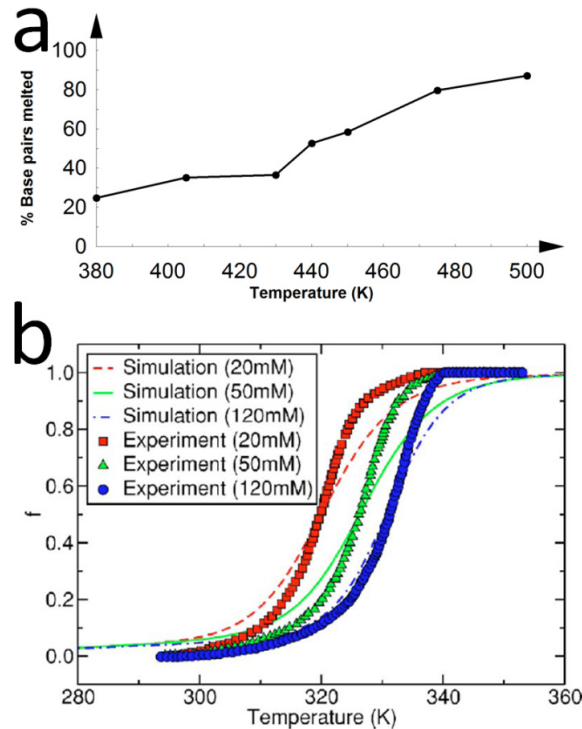 a
100
80
60
40
20
0
% Base pairs melted
380 400 420 440 460 480 500
Temperature (K)
b
Simulation (20mM)
Simulation (50mM)
Simulation (120mM)
Experiment (20mM)
Experiment (50mM)
Experiment (120mM)
1.0
0.8
0.6
0.4
0.2
0.0
f
280 300 320 340 360
Temperature (K)